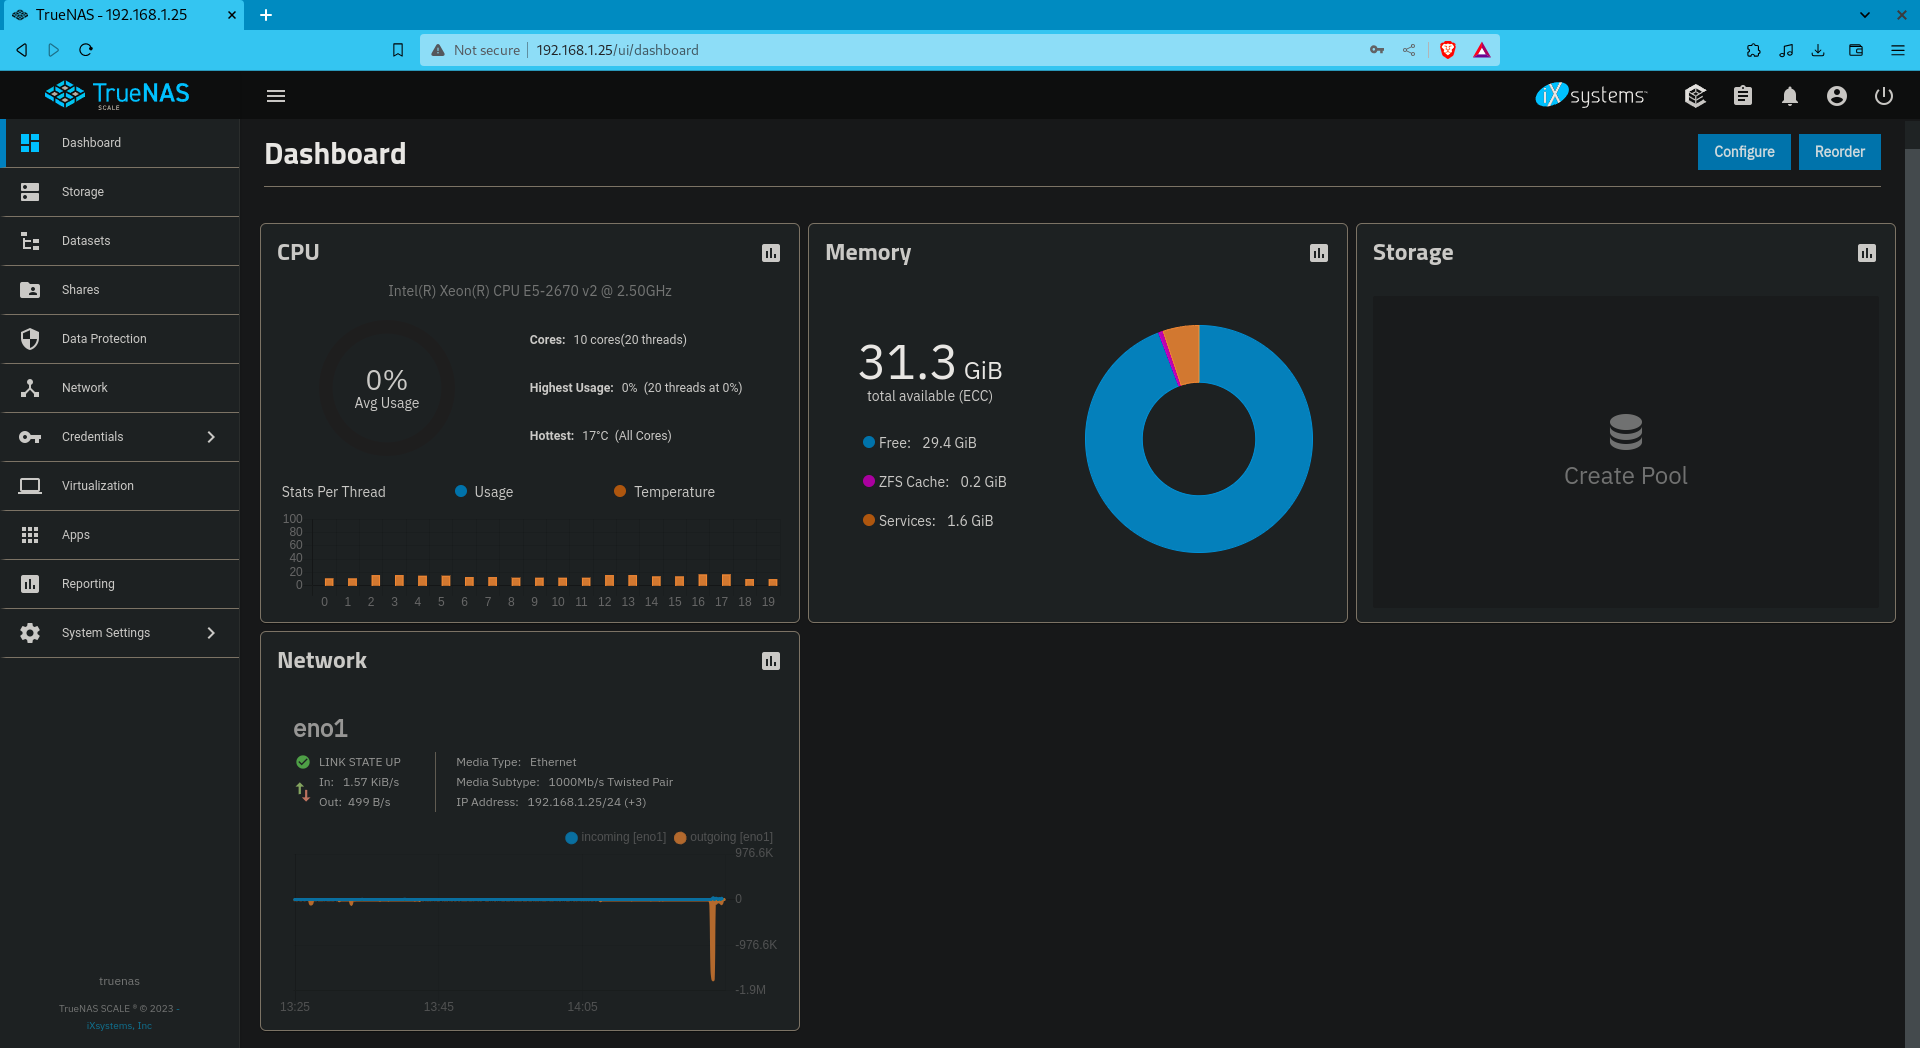 TrueNAS - 192.168.1.25
Not secure
192.168.1.25/ui/dashboard
TrueNAS
SCALE
iXsystems
Dashboard
Storage
Datasets
Shares
Data Protection
Network
Credentials
Virtualization
Apps
Reporting
System Settings
truenas
TrueNAS SCALE ® © 2023 -
iXsystems, Inc
Dashboard
Configure
Reorder
CPU
Intel(R) Xeon(R) CPU E5-2670 v2 @ 2.50GHz
0%
Avg Usage
Cores: 10 cores(20 threads)
Highest Usage: 0% (20 threads at 0%)
Hottest: 17°C (All Cores)
Stats Per Thread
Usage
Temperature
100
80
60
40
20
0
0 1 2 3 4 5 6 7 8 9 10 11 12 13 14 15 16 17 18 19
Memory
31.3 GiB
total available (ECC)
Free: 29.4 GiB
ZFS Cache: 0.2 GiB
Services: 1.6 GiB
Storage
Create Pool
Network
eno1
LINK STATE UP
In: 1.57 KiB/s
Out: 499 B/s
Media Type: Ethernet
Media Subtype: 1000Mb/s Twisted Pair
IP Address: 192.168.1.25/24 (+3)
incoming [eno1]
outgoing [eno1]
976.6K
0
-976.6K
-1.9M
13:25 13:45 14:05